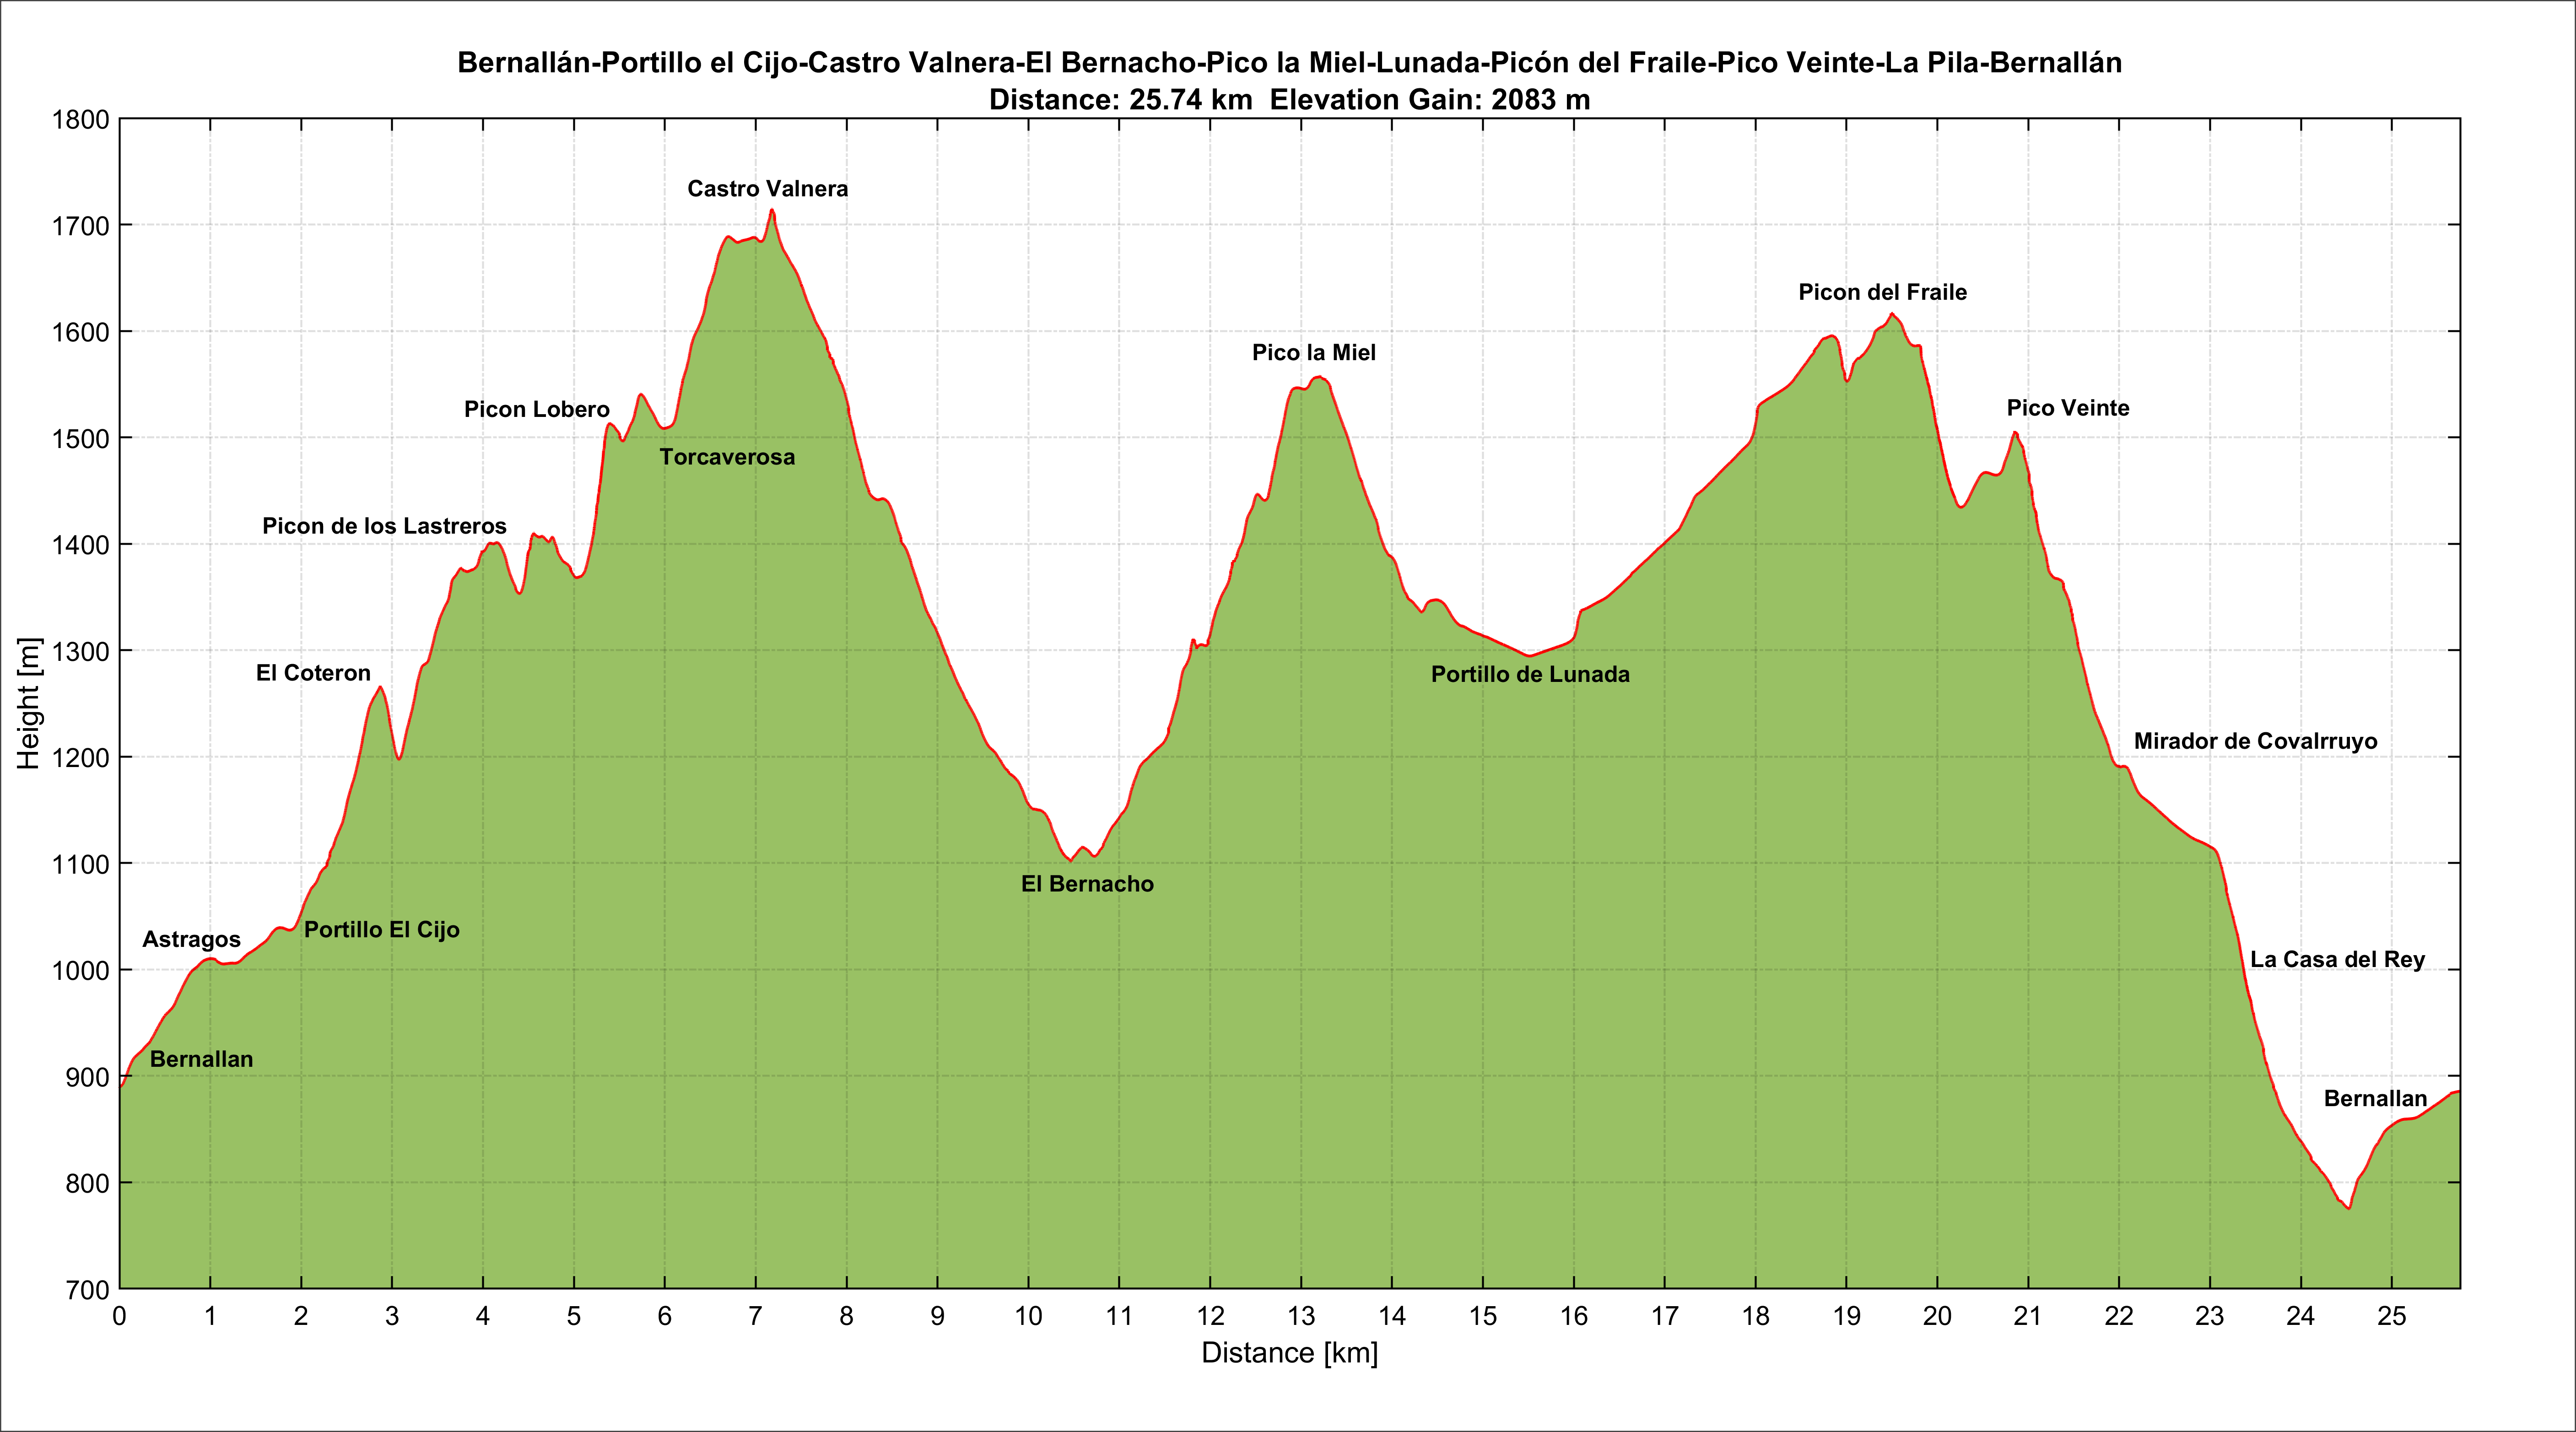 Bernallán-Portillo el Cijo-Castro Valnera-El Bernacho-Pico la Miel-Lunada-Picón del Fraile-Pico Veinte-La Pila-Bernallán
Distance: 25.74 km  Elevation Gain: 2083 m
1800
1700
1600
1500
1400
1300
1200
1100
1000
900
800
700
Height [m]
Castro Valnera
Picon del Fraile
Pico la Miel
Picon Lobero
Pico Veinte
Torcaverosa
Picon de los Lastreros
El Coteron
Portillo de Lunada
Mirador de Covalrruyo
El Bernacho
Astragos
Portillo El Cijo
La Casa del Rey
Bernallan
Bernallan
0 1 2 3 4 5 6 7 8 9 10 11 12 13 14 15 16 17 18 19 20 21 22 23 24 25
Distance [km]